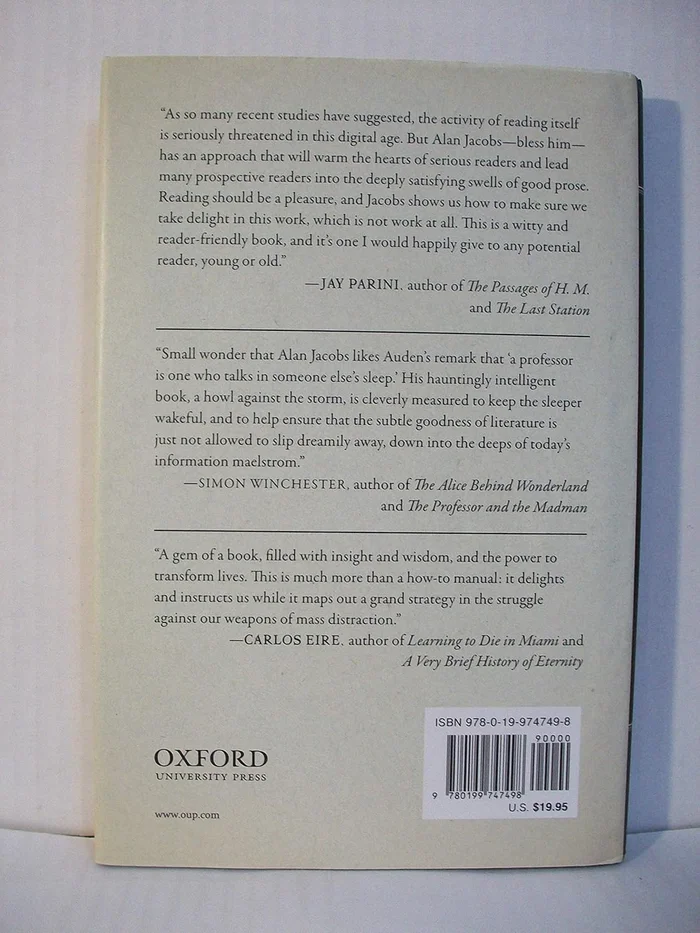 “As so many recent studies have suggested, the activity of reading itself
is seriously threatened in this digital age. But Alan Jacobs—bless him—
has an approach that will warm the hearts of serious readers and lead
many prospective readers into the deeply satisfying swells of good prose.
Reading should be a pleasure, and Jacobs shows us how to make sure we
take delight in this work, which is not work at all. This is a witty and
reader-friendly book, and it’s one I would happily give to any potential
reader, young or old.”
—JAY PARINI, author of The Passages of H. M.
and The Last Station
“Small wonder that Alan Jacobs likes Auden’s remark that ‘a professor
is one who talks in someone else’s sleep.’ His hauntingly intelligent
book, a howl against the storm, is cleverly measured to keep the sleeper
wakeful, and to help ensure that the subtle goodness of literature is
just not allowed to slip dreamily away, down into the deeps of today’s
information maelstrom.”
—SIMON WINCHESTER, author of The Alice Behind Wonderland
and The Professor and the Madman
“A gem of a book, filled with insight and wisdom, and the power to
transform lives. This is much more than a how-to manual: it delights
and instructs us while it maps out a grand strategy in the struggle
against our weapons of mass distraction.”
—CARLOS EIRE, author of Learning to Die in Miami and
A Very Brief History of Eternity
ISBN 978-0-19-974749-8
90000
9 780199 747498
U.S. $19.95
OXFORD
UNIVERSITY PRESS
www.oup.com